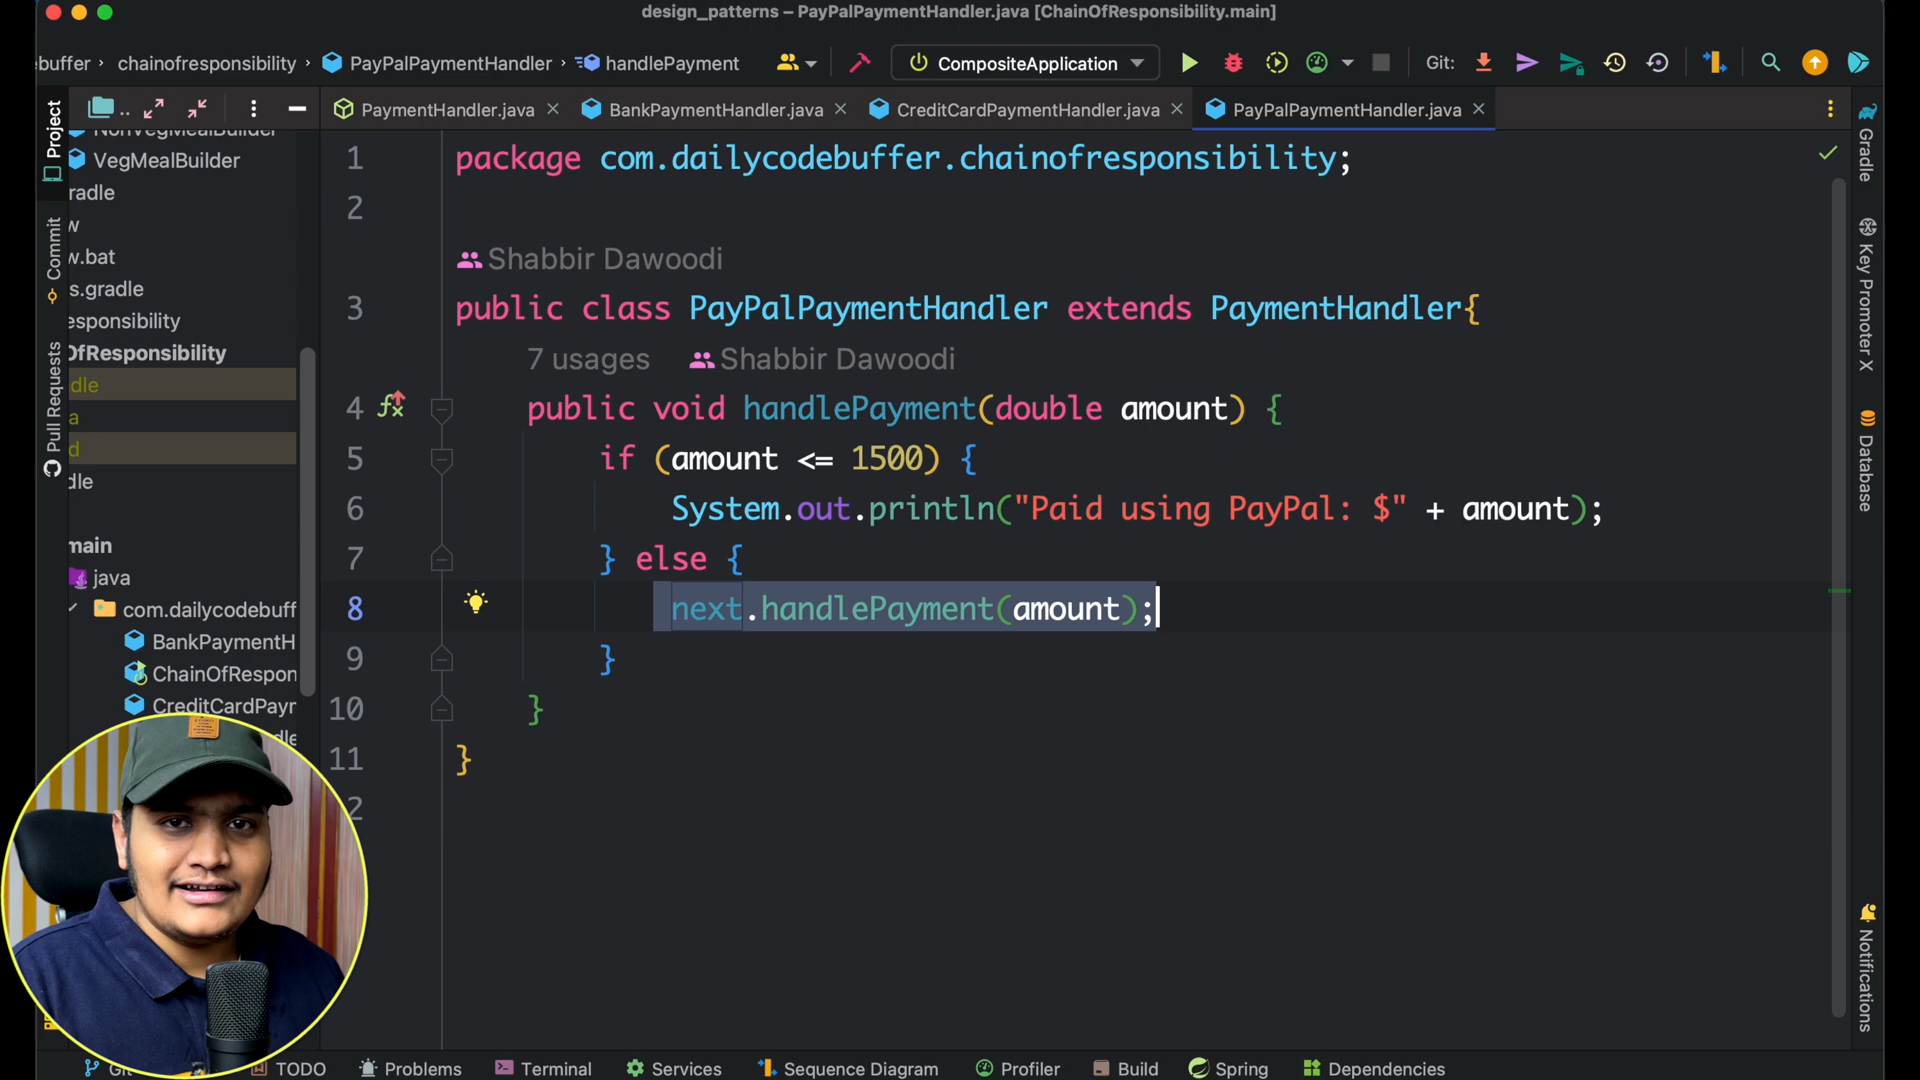 design_patterns – PayPalPaymentHandler.java [ChainOfResponsibility.main]
ebuffer › chainofresponsibility › PayPalPaymentHandler › handlePayment
CompositeApplication
Git:
Project
Commit
Pull Requests
NonVegMealBuilder
VegMealBuilder
radle
w
w.bat
s.gradle
esponsibility
OfResponsibility
dle
a
d
dle
main
java
com.dailycodebuff
BankPaymentH
ChainOfRespon
CreditCardPayr
PaymentHandler.java
BankPaymentHandler.java
CreditCardPaymentHandler.java
PayPalPaymentHandler.java
1 package com.dailycodebuffer.chainofresponsibility;
2
Shabbir Dawoodi
3 public class PayPalPaymentHandler extends PaymentHandler{
7 usages Shabbir Dawoodi
4 public void handlePayment(double amount) {
5 if (amount <= 1500) {
6 System.out.println("Paid using PayPal: $" + amount);
7 } else {
8 next.handlePayment(amount);
9 }
10 }
11 }
2
Gradle
Key Promoter X
Database
Notifications
Git
TODO
Problems
Terminal
Services
Sequence Diagram
Profiler
Build
Spring
Dependencies